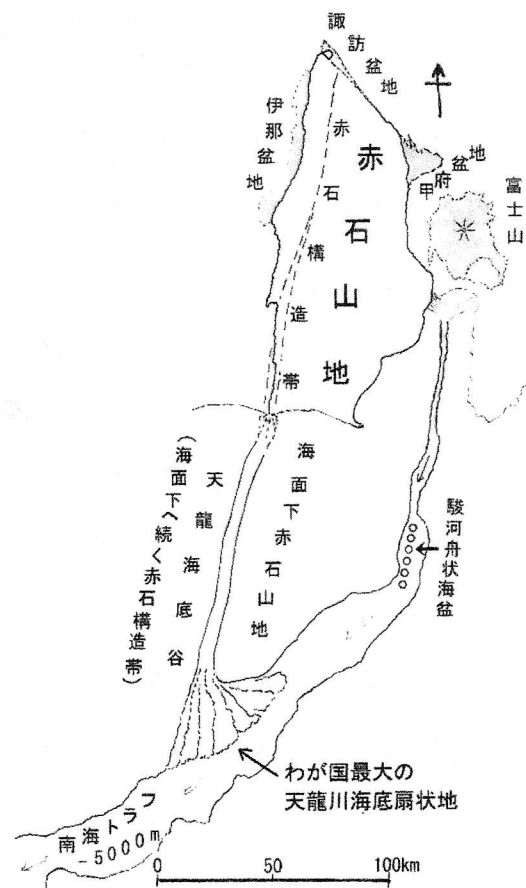 諏訪盆地
伊那盆地
赤石構造帯
赤石山地
甲府盆地
富士山
海面下赤石山地
天龍海底谷
(海面下へ続く赤石構造帯)
駿河舟状海盆
わが国最大の
天龍川海底扇状地
南海トラフ
-5000m
0 50 100km